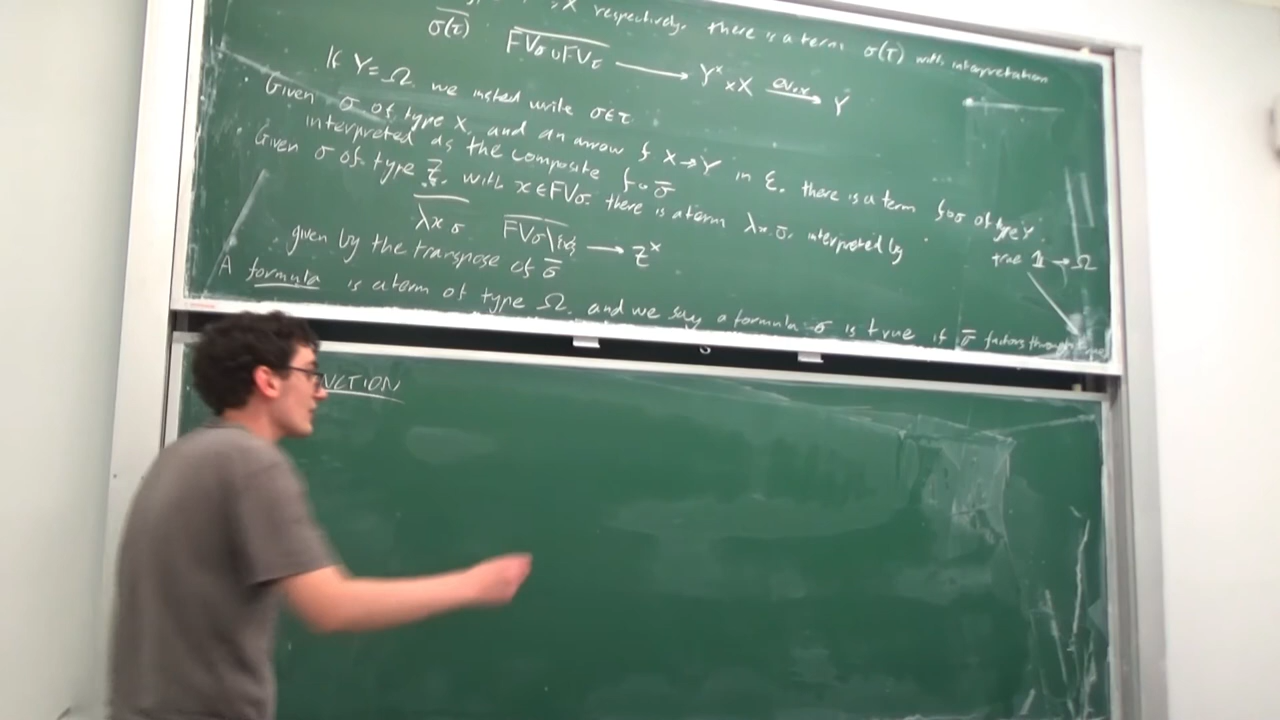 X respectively. there is a term σ(τ) with interpretation
σ(τ) FVσ∪FVτ ⟶ Y^X × X ⟶ Y
If Y=Ω we insted write σ∈τ.
· Given σ of type X, and an arrow f X→Y in ε. there is a term f∘σ of type Y.
interpreted as the composite f∘σ̅
· Given σ of type Z. with x∈FVσ. there is a term λx.σ. interpreted by
λx.σ FVσ\{x} ⟶ Z^X
given by the transpose of σ̅
true 1→Ω
A formula is a term of type Ω. and we say a formula σ is true if σ̅ factors through true
NCTION